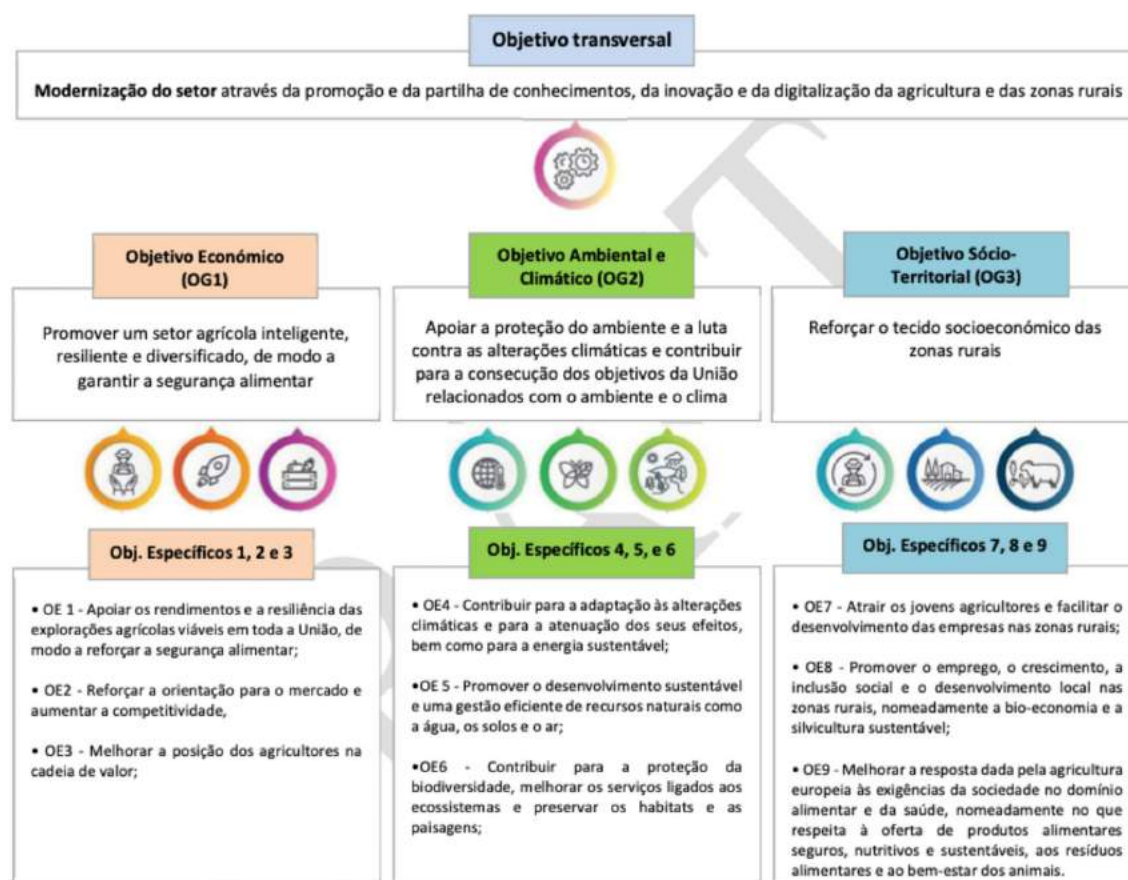 Objetivo transversal
Modernização do setor através da promoção e da partilha de conhecimentos, da inovação e da digitalização da agricultura e das zonas rurais
Objetivo Económico
(OG1)
Promover um setor agrícola inteligente,
resiliente e diversificado, de modo a
garantir a segurança alimentar
Objetivo Ambiental e
Climático (OG2)
Apoiar a proteção do ambiente e a luta
contra as alterações climáticas e contribuir
para a consecução dos objetivos da União
relacionados com o ambiente e o clima
Objetivo Sócio-
Territorial (OG3)
Reforçar o tecido socioeconómico das
zonas rurais
Obj. Específicos 1, 2 e 3
• OE 1 - Apoiar os rendimentos e a resiliência das
explorações agrícolas viáveis em toda a União, de
modo a reforçar a segurança alimentar;
• OE2 - Reforçar a orientação para o mercado e
aumentar a competitividade,
• OE3 - Melhorar a posição dos agricultores na
cadeia de valor;
Obj. Específicos 4, 5, e 6
• OE4 - Contribuir para a adaptação às alterações
climáticas e para a atenuação dos seus efeitos,
bem como para a energia sustentável;
•OE 5 - Promover o desenvolvimento sustentável
e uma gestão eficiente de recursos naturais como
a água, os solos e o ar;
•OE6 - Contribuir para a proteção da
biodiversidade, melhorar os serviços ligados aos
ecossistemas e preservar os habitats e as
paisagens;
Obj. Específicos 7, 8 e 9
• OE7 - Atrair os jovens agricultores e facilitar o
desenvolvimento das empresas nas zonas rurais;
• OE8 - Promover o emprego, o crescimento, a
inclusão social e o desenvolvimento local nas
zonas rurais, nomeadamente a bio-economia e a
silvicultura sustentável;
• OE9 - Melhorar a resposta dada pela agricultura
europeia às exigências da sociedade no domínio
alimentar e da saúde, nomeadamente no que
respeita à oferta de produtos alimentares
seguros, nutritivos e sustentáveis, aos resíduos
alimentares e ao bem-estar dos animais.